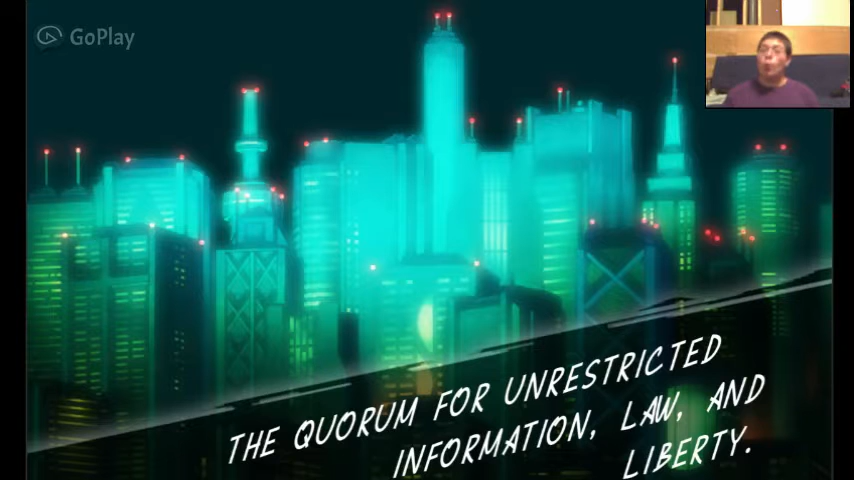 GoPlay
THE QUORUM FOR UNRESTRICTED
INFORMATION, LAW, AND
LIBERTY.